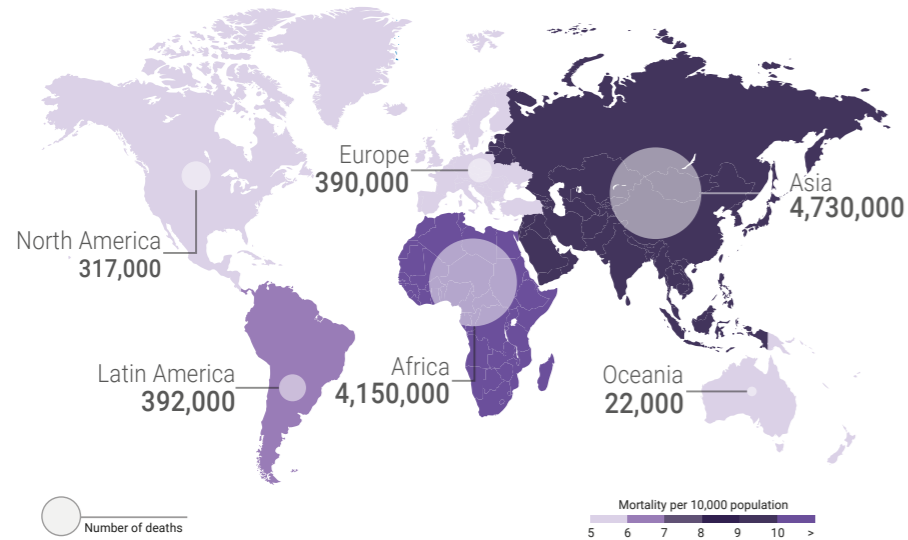 Europe
390,000
Asia
4,730,000
North America
317,000
Latin America
392,000
Africa
4,150,000
Oceania
22,000
Number of deaths
Mortality per 10,000 population
5 6 7 8 9 10 >